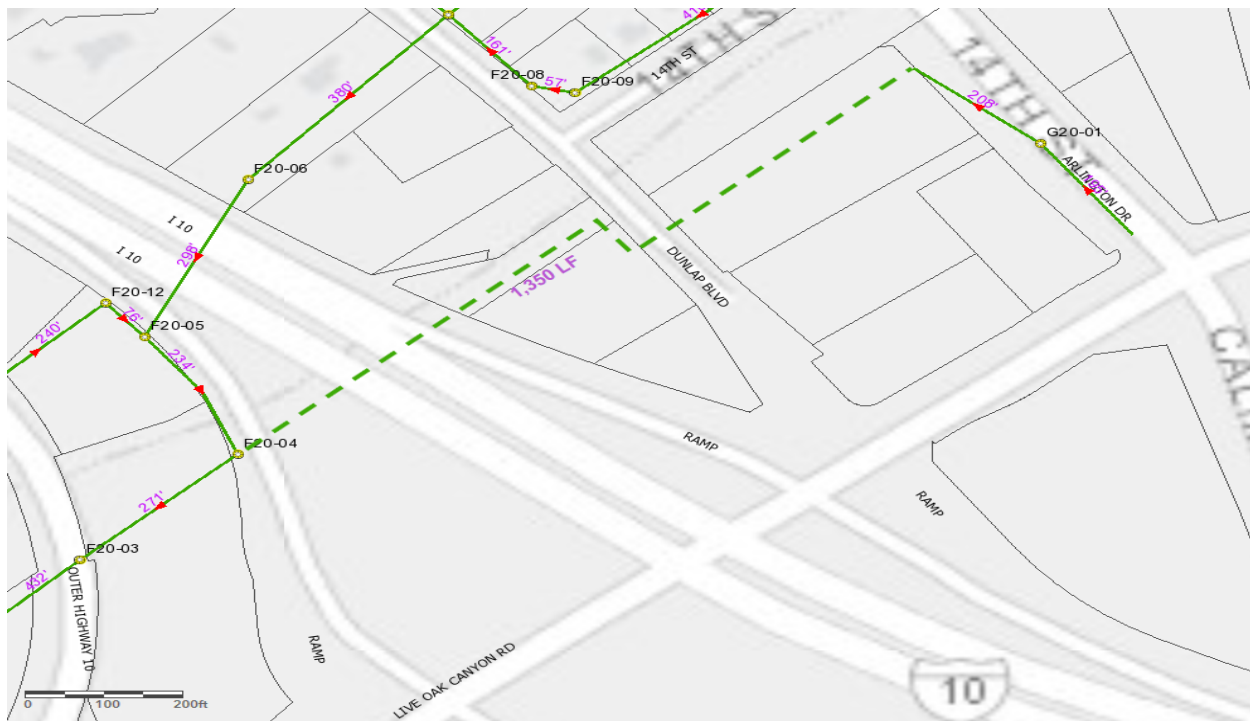 161'
41
14TH S
14TH ST
F20-08
57'
F20-09
14TH ST
380'
208'
G20-01
ARLINGTON DR
F20-06
I 10
I 10
298'
DUNLAP BLVD
1,350 LF
F20-12
76'
F20-05
240'
234'
CALI
F20-04
RAMP
271'
RAMP
F20-03
432'
OUTER HIGHWAY 10
RAMP
LIVE OAK CANYON RD
10
0 100 200ft